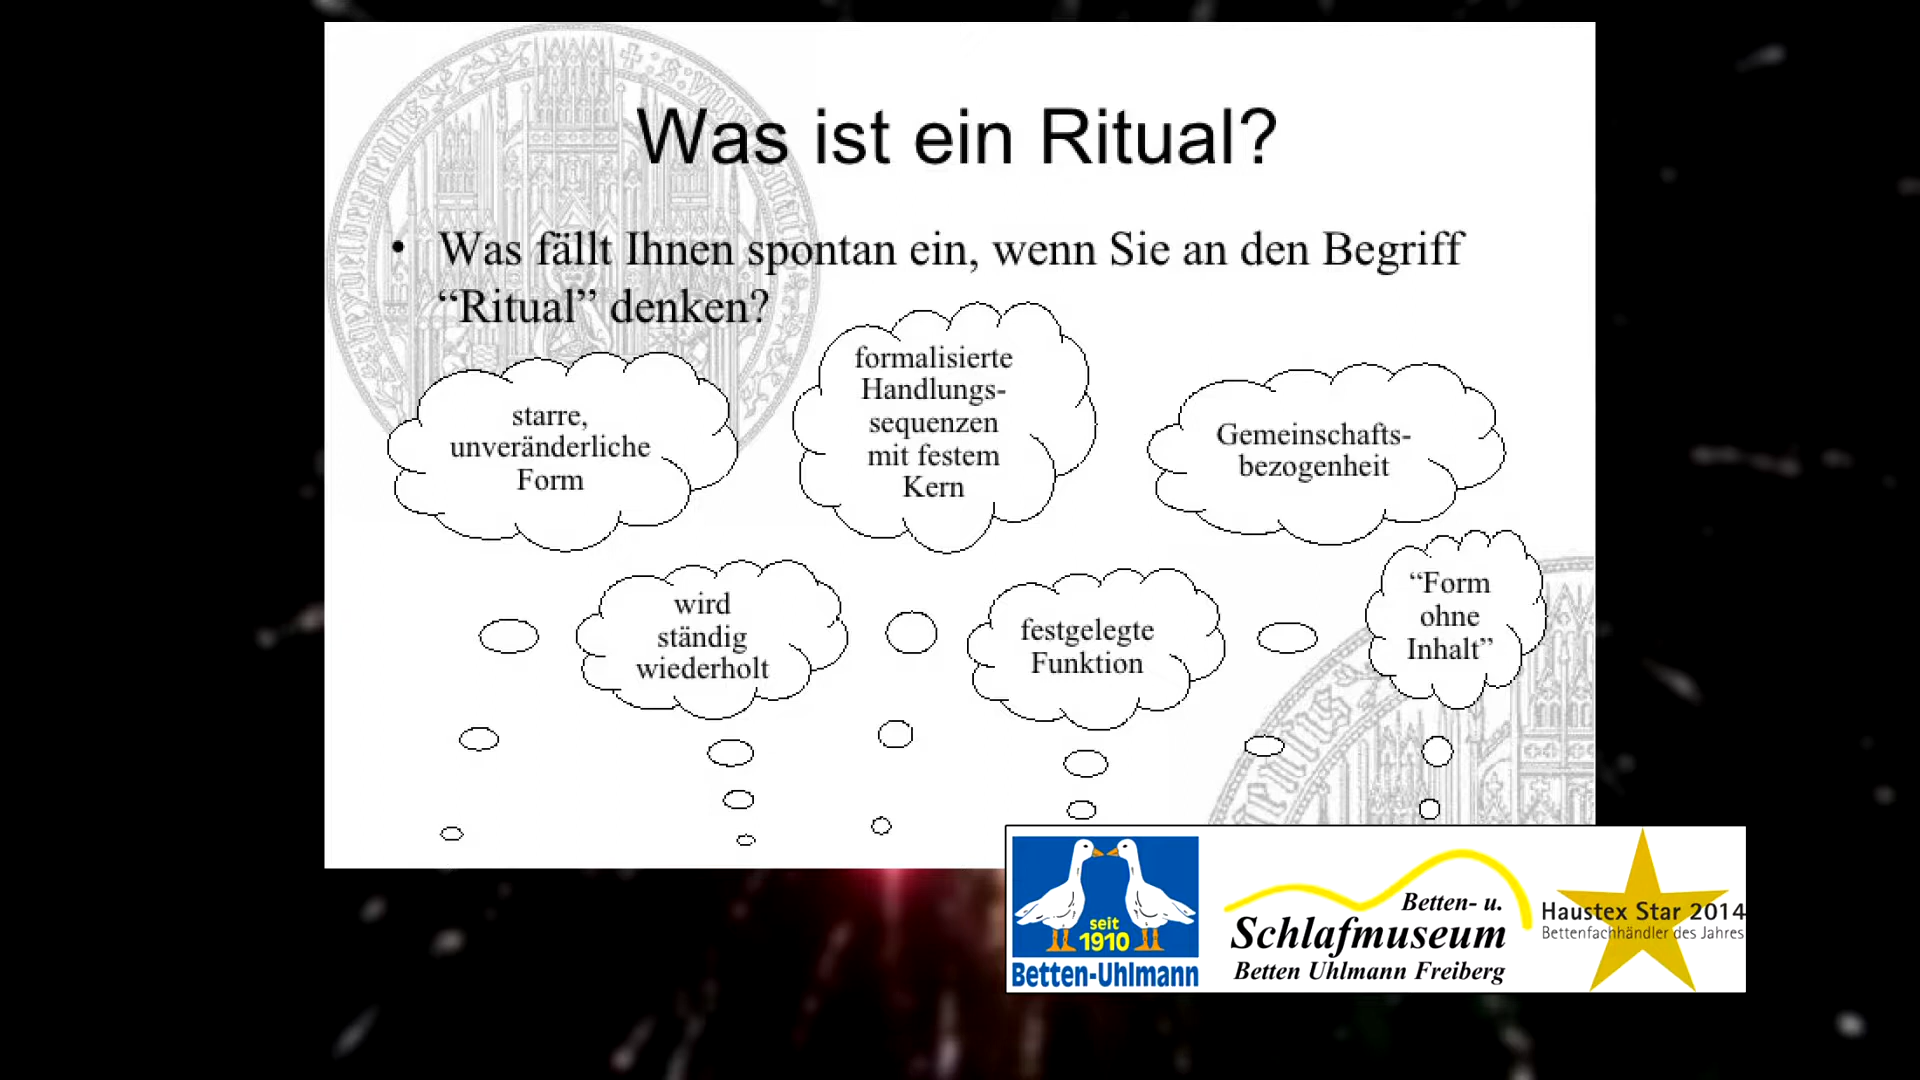 Was ist ein Ritual?
• Was fällt Ihnen spontan ein, wenn Sie an den Begriff
“Ritual” denken?
starre,
unveränderliche
Form
formalisierte
Handlungs-
sequenzen
mit festem
Kern
Gemeinschafts-
bezogenheit
wird
ständig
wiederholt
festgelegte
Funktion
“Form
ohne
Inhalt”
seit
1910
Betten-Uhlmann
Betten- u.
Schlafmuseum
Betten Uhlmann Freiberg
Haustex Star 2014
Bettenfachhändler des Jahres